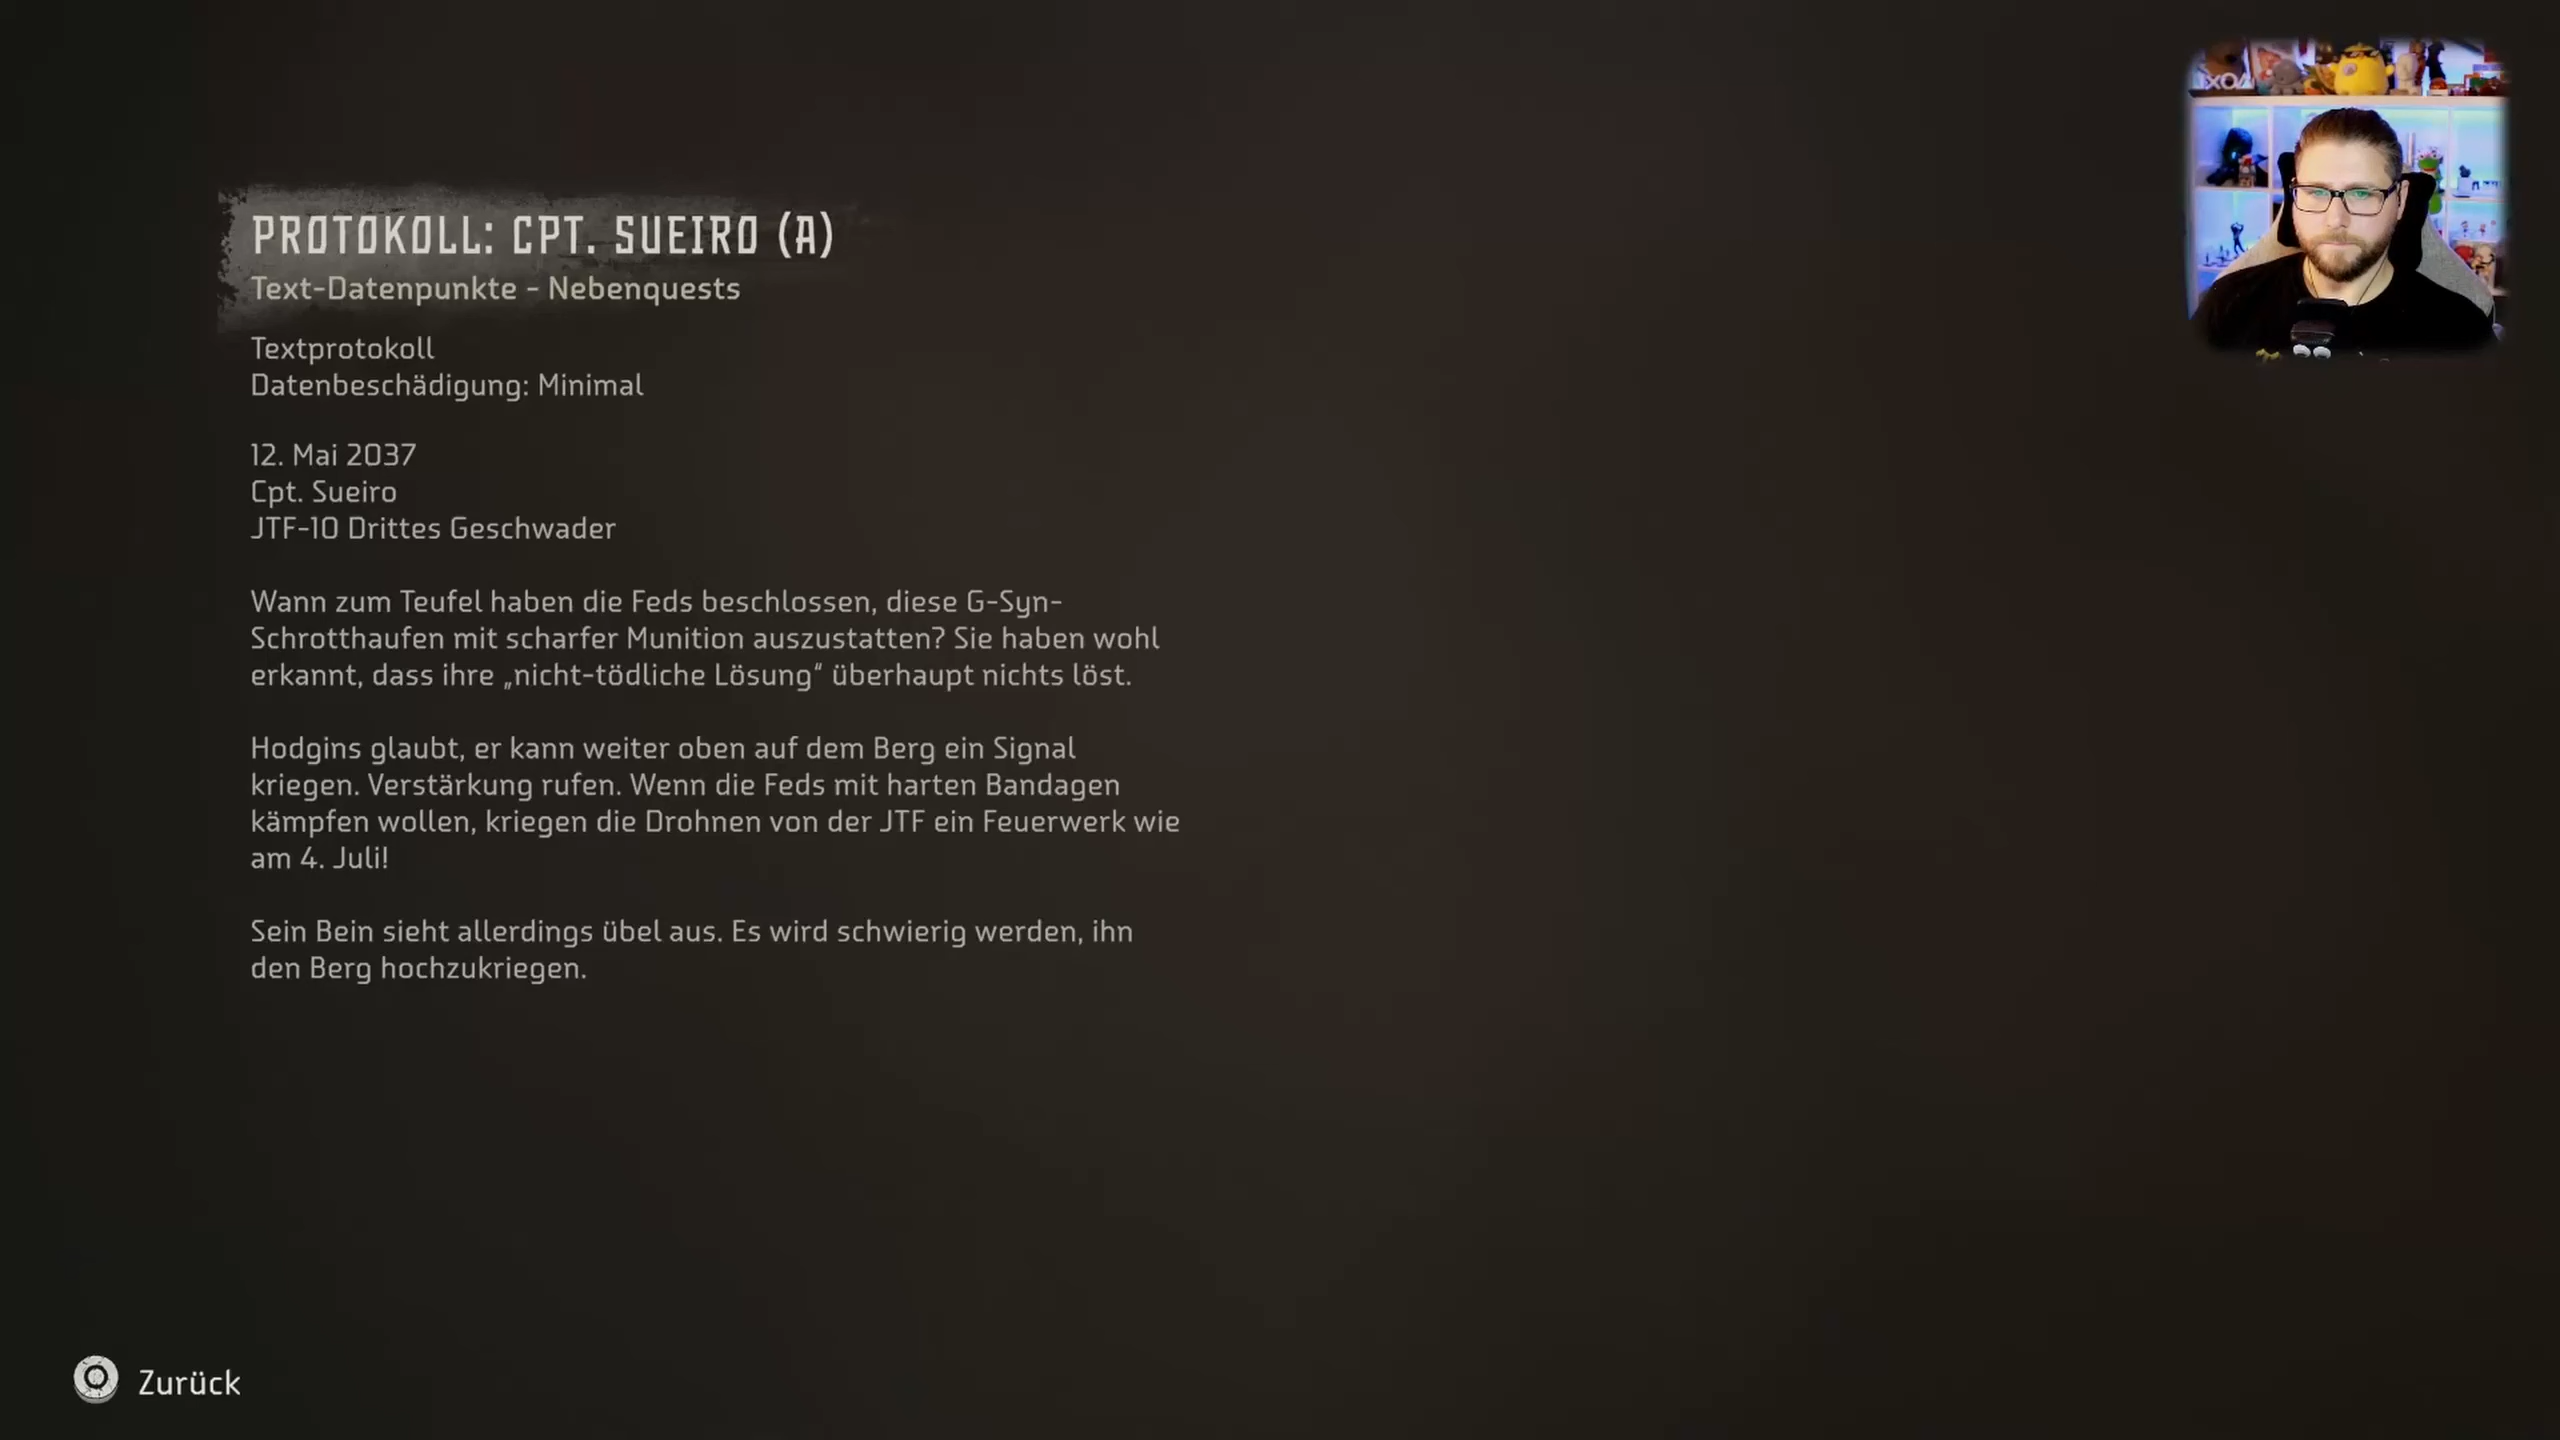 PROTOKOLL: CPT. SUEIRO (A)
Text-Datenpunkte - Nebenquests
Textprotokoll
Datenbeschädigung: Minimal
12. Mai 2037
Cpt. Sueiro
JTF-10 Drittes Geschwader
Wann zum Teufel haben die Feds beschlossen, diese G-Syn-
Schrotthaufen mit scharfer Munition auszustatten? Sie haben wohl
erkannt, dass ihre „nicht-tödliche Lösung“ überhaupt nichts löst.
Hodgins glaubt, er kann weiter oben auf dem Berg ein Signal
kriegen. Verstärkung rufen. Wenn die Feds mit harten Bandagen
kämpfen wollen, kriegen die Drohnen von der JTF ein Feuerwerk wie
am 4. Juli!
Sein Bein sieht allerdings übel aus. Es wird schwierig werden, ihn
den Berg hochzukriegen.
Zurück